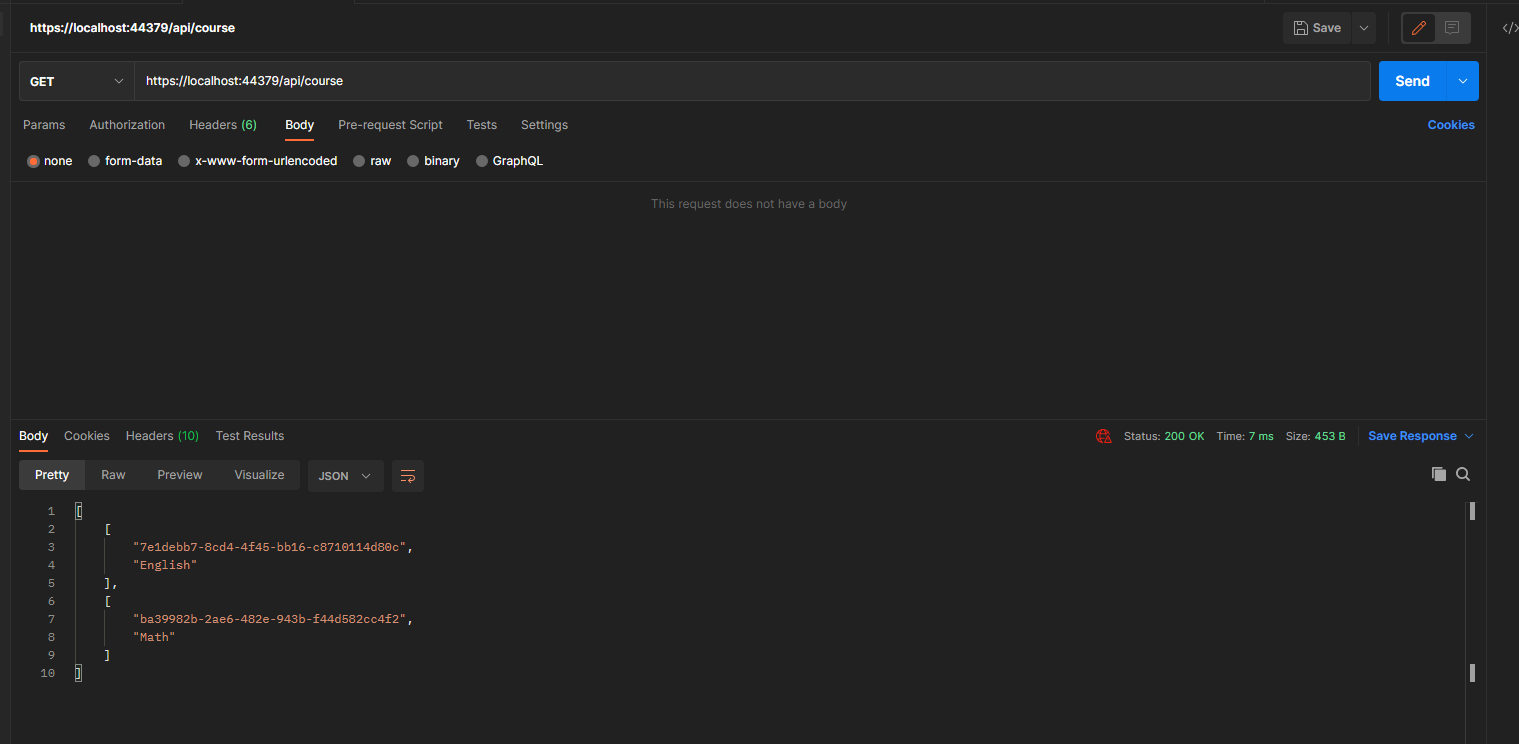 https://localhost:44379/api/course
Save
GET
https://localhost:44379/api/course
Send
Params Authorization Headers (6) Body Pre-request Script Tests Settings Cookies
none form-data x-www-form-urlencoded raw binary GraphQL
This request does not have a body
Body Cookies Headers (10) Test Results Status: 200 OK Time: 7 ms Size: 453 B Save Response
Pretty Raw Preview Visualize JSON
1 [
2 [
3 "7e1debb7-8cd4-4f45-bb16-c8710114d80c",
4 "English"
5 ],
6 [
7 "ba39982b-2ae6-482e-943b-f44d582cc4f2",
8 "Math"
9 ]
10 ]